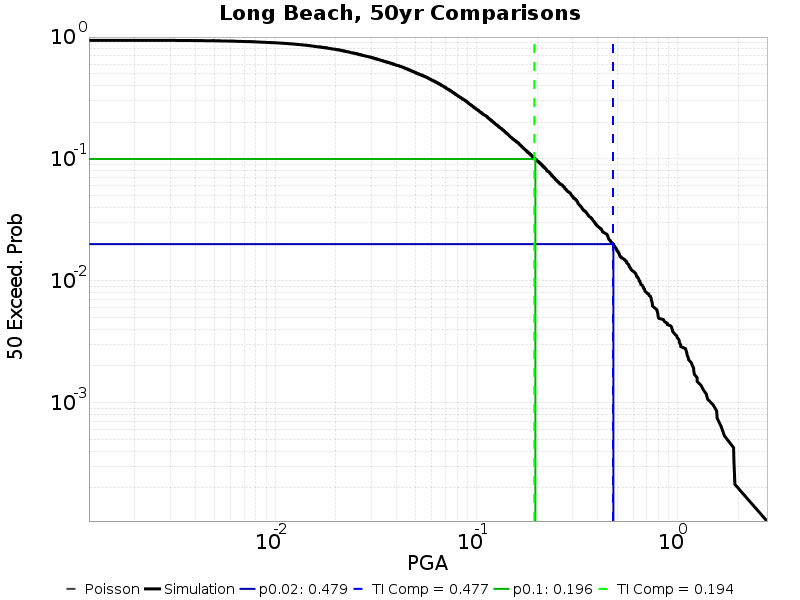 Long Beach, 50yr Comparisons
50 Exceed. Prob
10^0
10^-1
10^-2
10^-3
10^-2 10^-1 10^0
PGA
Poisson Simulation p0.02: 0.479 TI Comp = 0.477 p0.1: 0.196 TI Comp = 0.194